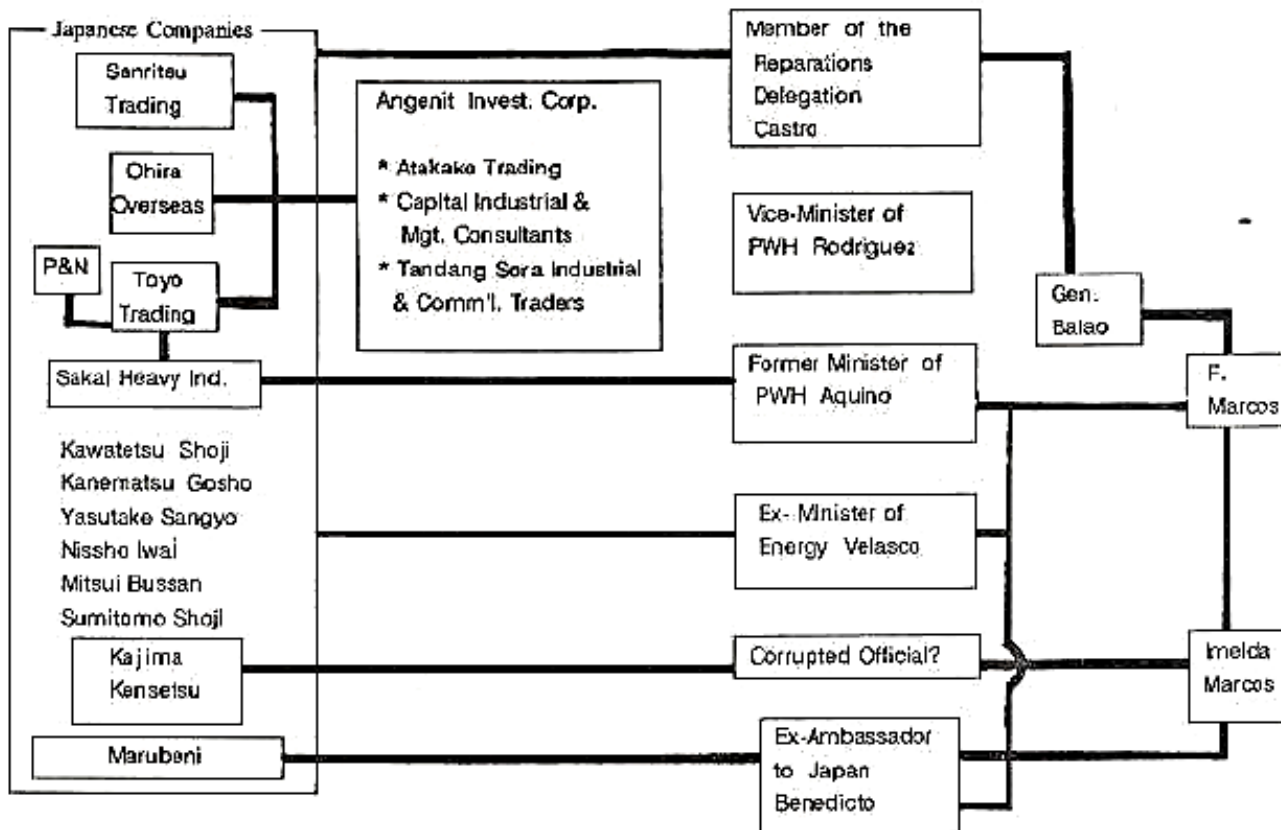 Japanese Companies
Sanritsu
Trading
Ohira
Overseas
P&N
Toyo
Trading
Sakai Heavy Ind.
Kawatetsu Shoji
Kanematsu Gosho
Yasutake Sangyo
Nissho Iwai
Mitsui Bussan
Sumitomo Shoji
Kajima
Kensetsu
Marubeni
Angenit Invest. Corp.
* Atakake Trading
* Capital Industrial &
Mgt. Consultants
* Tandang Sora Industrial
& Comm'l. Traders
Member of the
Reparations
Delegation
Castro
Vice-Minister of
PWH Rodriguez
Former Minister of
PWH Aquino
Ex-Minister of
Energy Velasco
Corrupted Official?
Ex-Ambassador
to Japan
Benedicto
Gen.
Balao
F.
Marcos
Imelda
Marcos